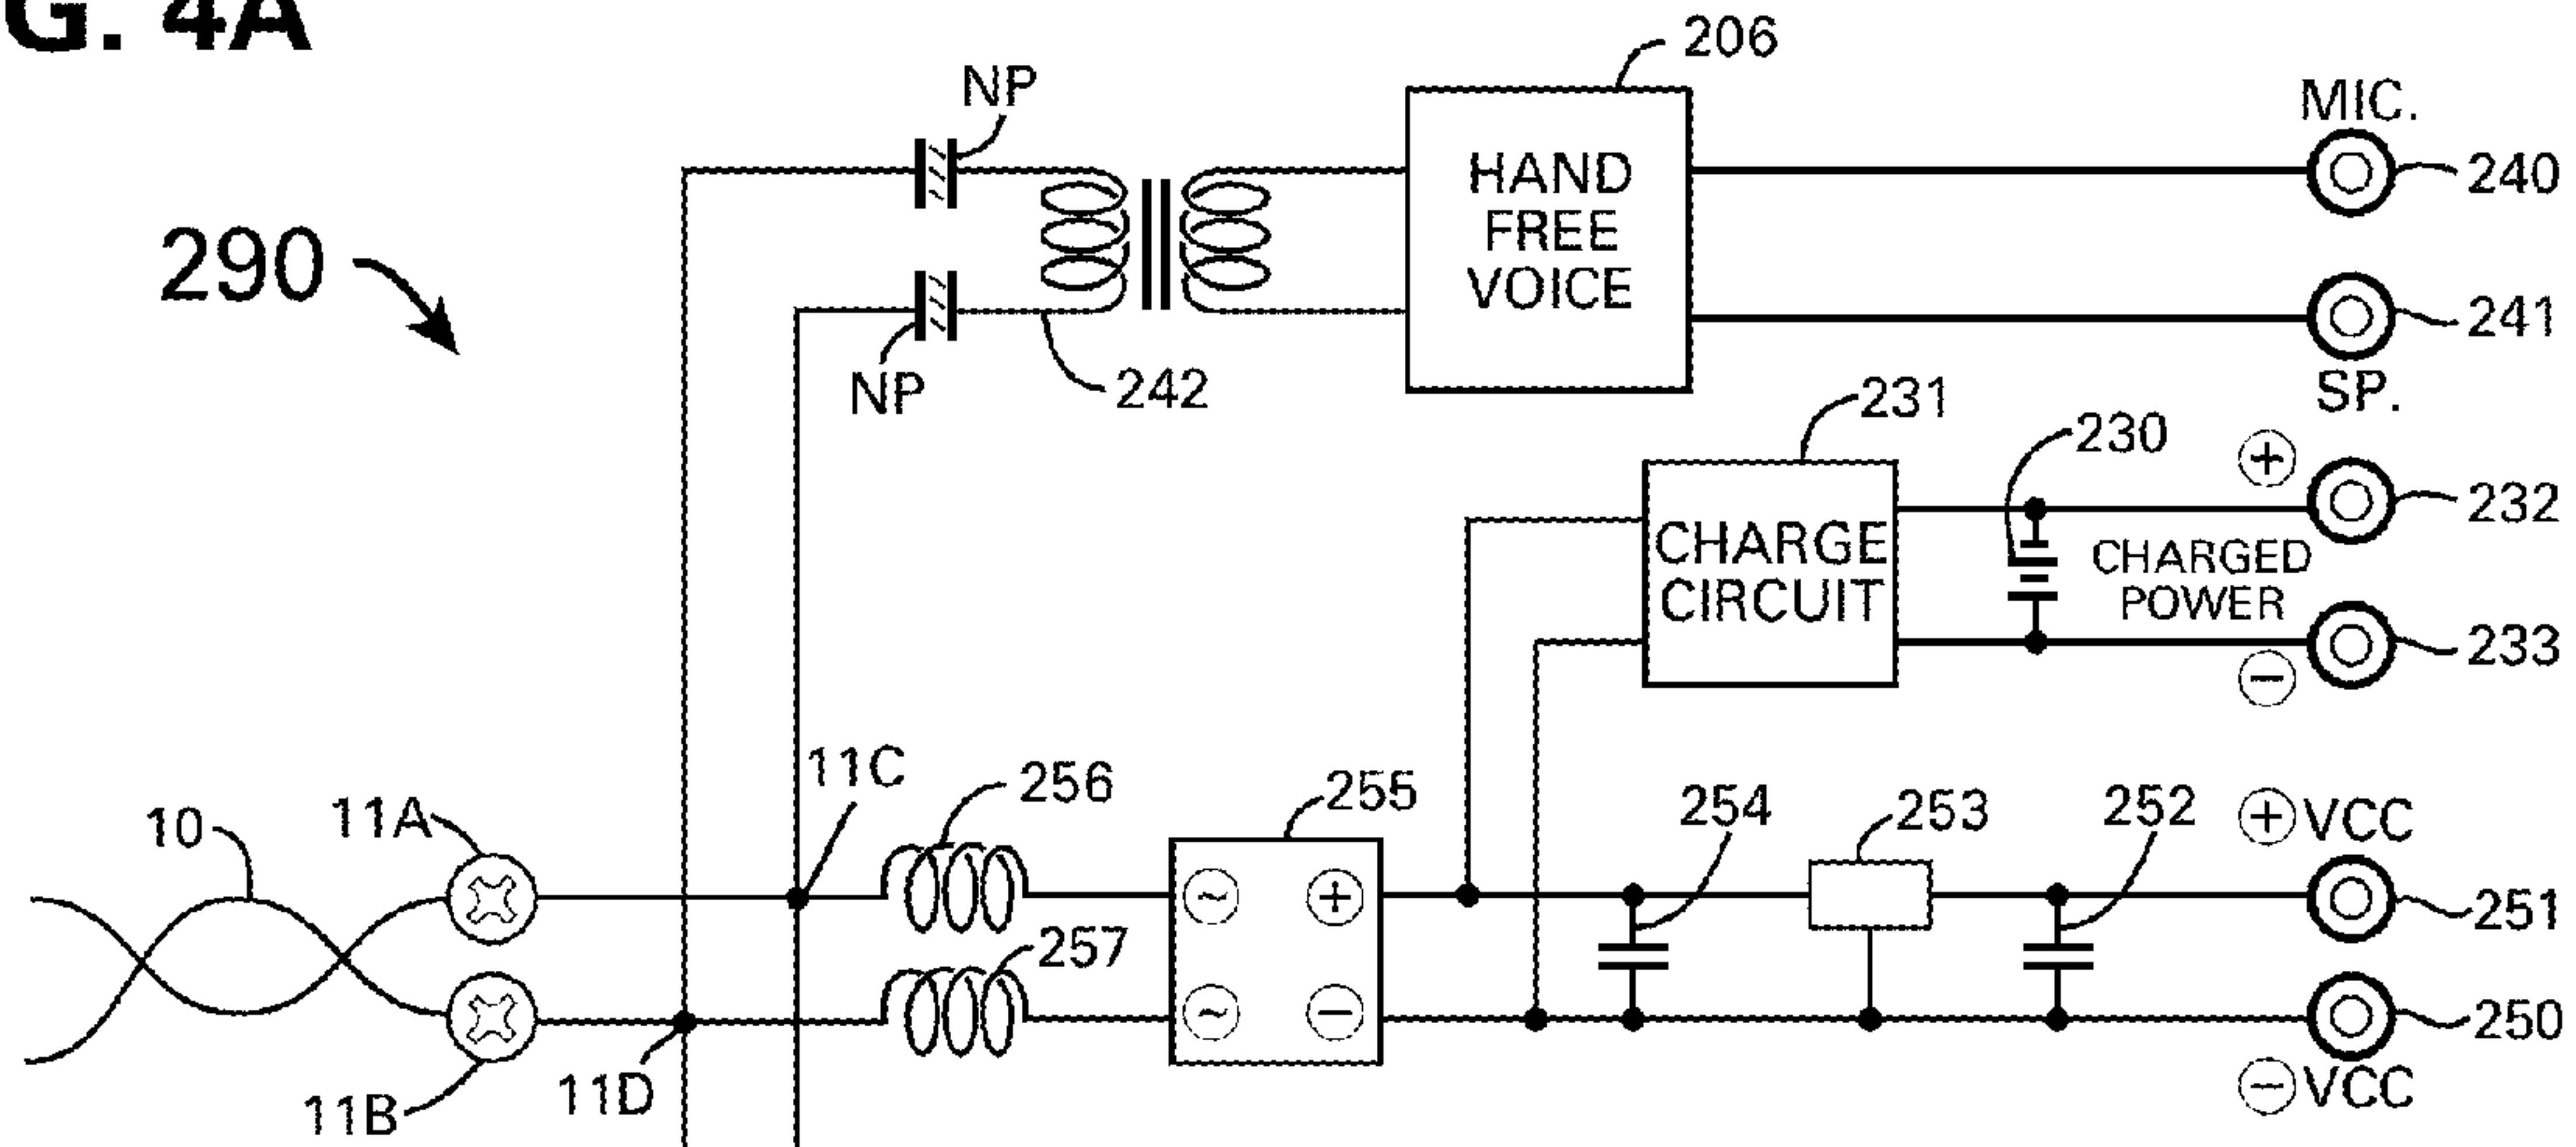 G. 4A
206
NP
MIC.
HAND
FREE
VOICE
240
290
241
NP
242
SP.
231
230
+
232
CHARGE
CIRCUIT
CHARGED
POWER
233
−
11C
256
255
254
253
252
+ VCC
10
11A
~
+
251
257
~
−
250
11D
11B
− VCC